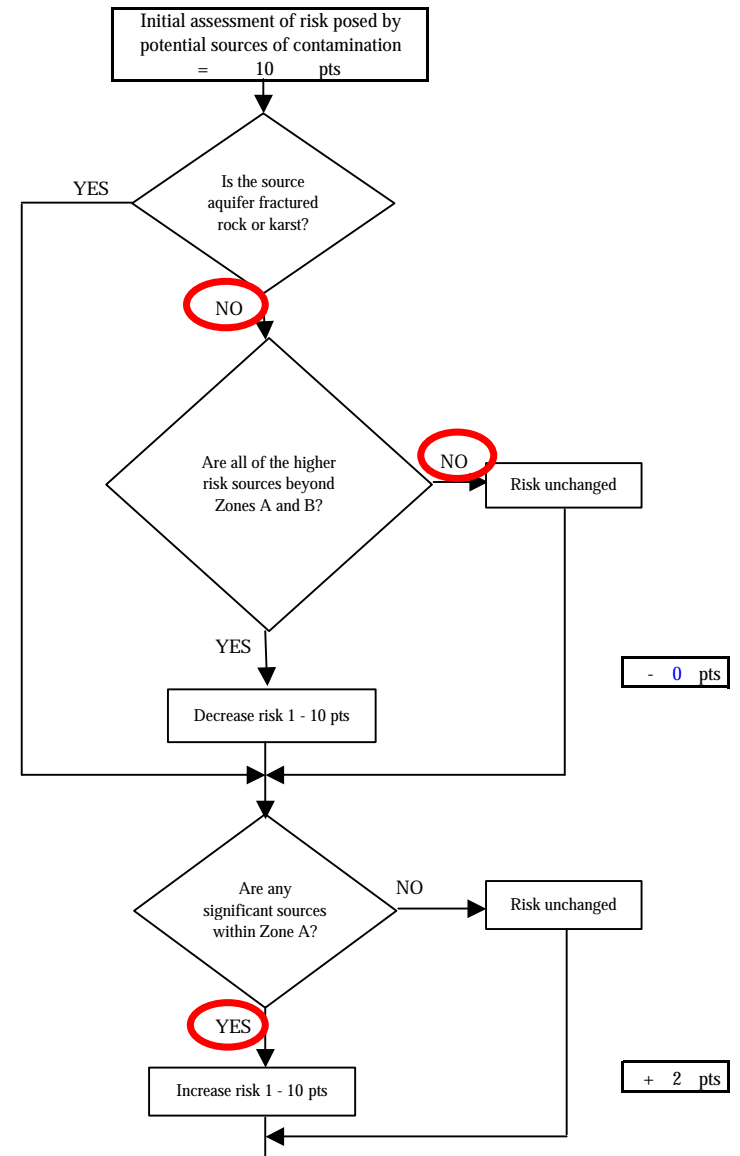 Initial assessment of risk posed by
potential sources of contamination
= 10 pts
YES
Is the source
aquifer fractured
rock or karst?
NO
Are all of the higher
risk sources beyond
Zones A and B?
NO
Risk unchanged
YES
- 0 pts
Decrease risk 1 - 10 pts
Are any
significant sources
within Zone A?
NO
Risk unchanged
YES
Increase risk 1 - 10 pts
+ 2 pts